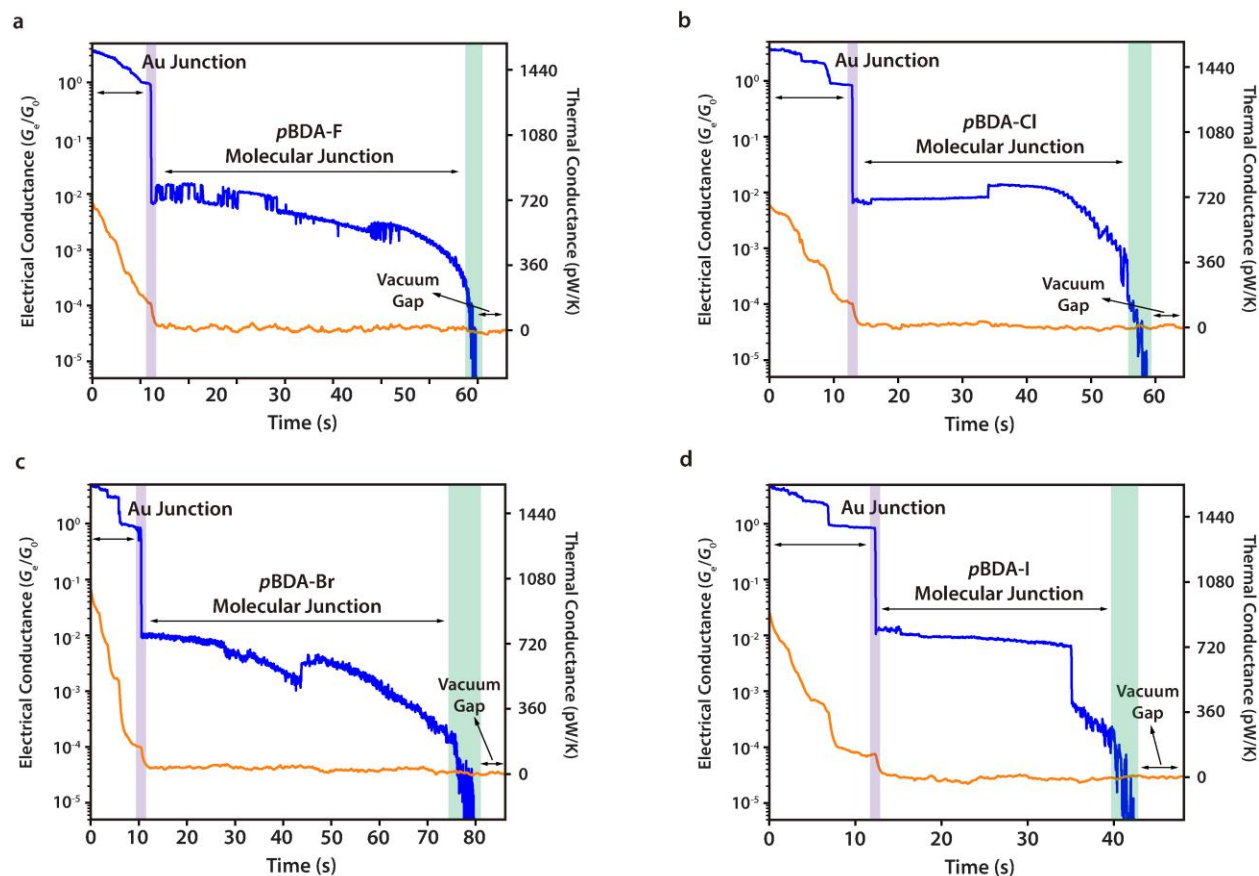 a
Au Junction
pBDA-F
Molecular Junction
Vacuum
Gap
Electrical Conductance (Ge/G0)
10^0
10^-1
10^-2
10^-3
10^-4
10^-5
Thermal Conductance (pW/K)
1440
1080
720
360
0
0 10 20 30 40 50 60
Time (s)
b
Au Junction
pBDA-Cl
Molecular Junction
Vacuum
Gap
Electrical Conductance (Ge/G0)
10^0
10^-1
10^-2
10^-3
10^-4
10^-5
Thermal Conductance (pW/K)
1440
1080
720
360
0
0 10 20 30 40 50 60
Time (s)
c
Au Junction
pBDA-Br
Molecular Junction
Vacuum
Gap
Electrical Conductance (Ge/G0)
10^0
10^-1
10^-2
10^-3
10^-4
10^-5
Thermal Conductance (pW/K)
1440
1080
720
360
0
0 10 20 30 40 50 60 70 80
Time (s)
d
Au Junction
pBDA-I
Molecular Junction
Vacuum
Gap
Electrical Conductance (Ge/G0)
10^0
10^-1
10^-2
10^-3
10^-4
10^-5
Thermal Conductance (pW/K)
1440
1080
720
360
0
0 10 20 30 40
Time (s)